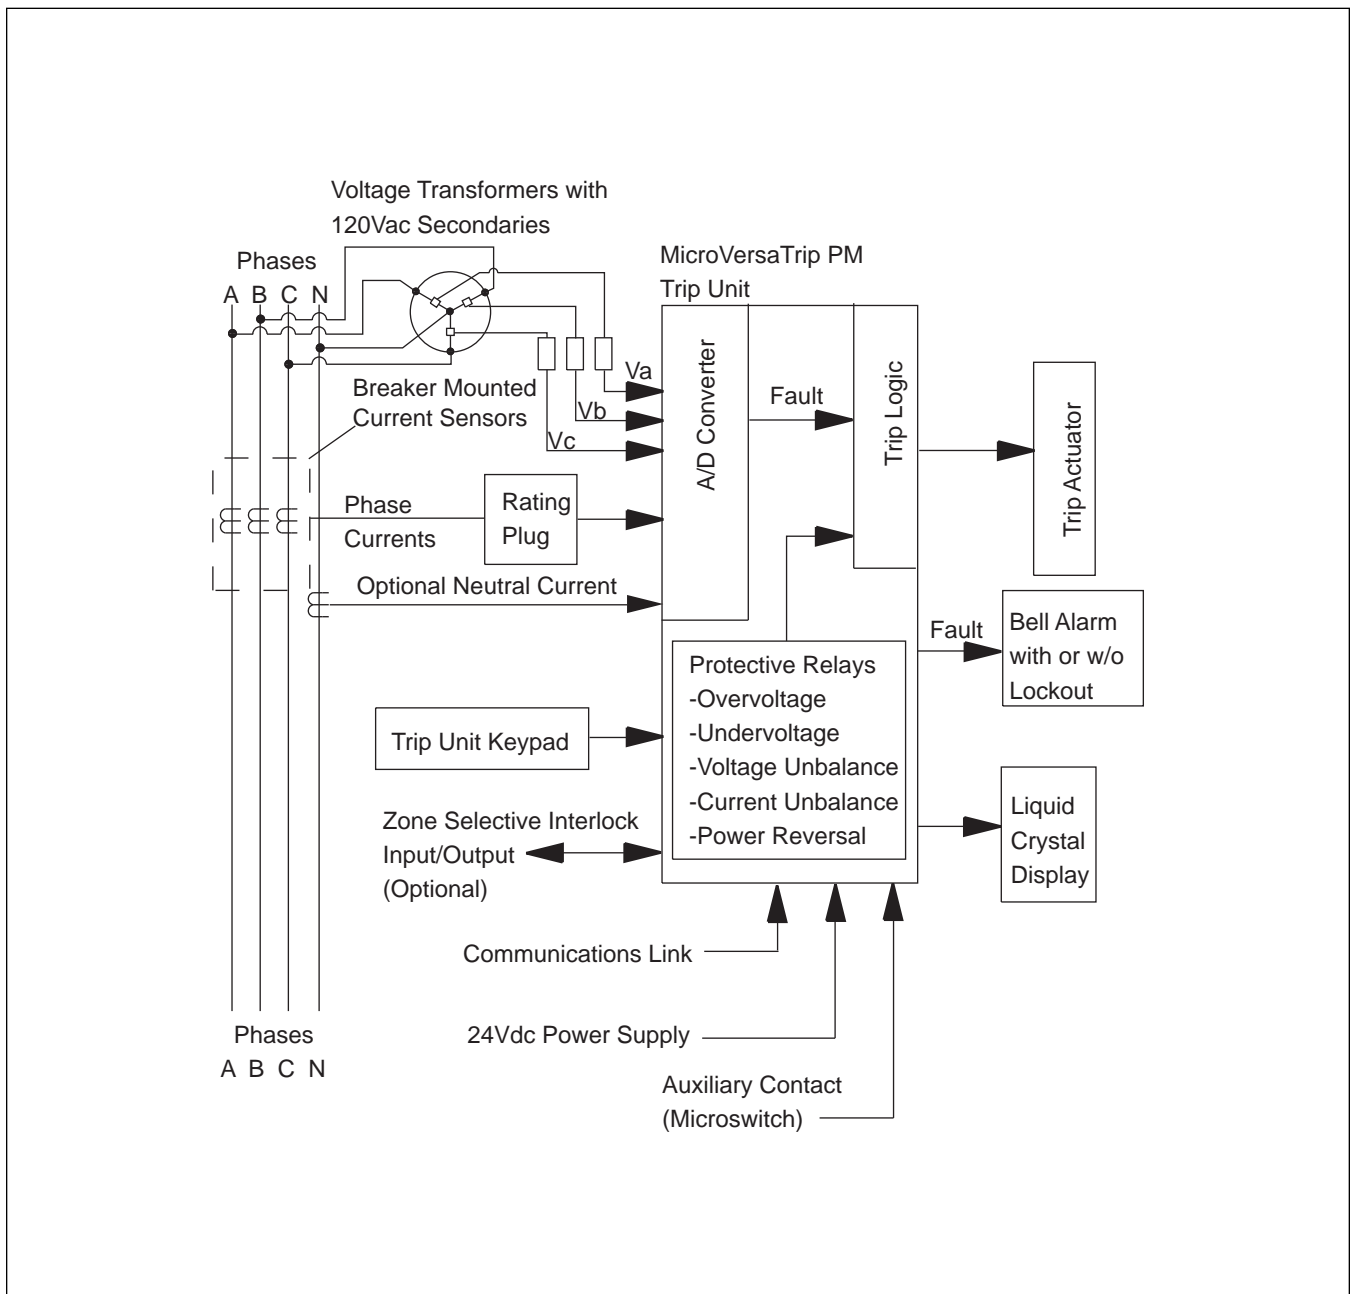 Voltage Transformers with
120Vac Secondaries
Phases
A B C N
MicroVersaTrip PM
Trip Unit
Breaker Mounted
Current Sensors
Va
Vb
Vc
A/D Converter
Fault
Trip Logic
Trip Actuator
Phase
Currents
Rating
Plug
Optional Neutral Current
Fault
Bell Alarm
with or w/o
Lockout
Protective Relays
-Overvoltage
-Undervoltage
-Voltage Unbalance
-Current Unbalance
-Power Reversal
Trip Unit Keypad
Zone Selective Interlock
Input/Output
(Optional)
Liquid
Crystal
Display
Communications Link
24Vdc Power Supply
Auxiliary Contact
(Microswitch)
Phases
A B C N